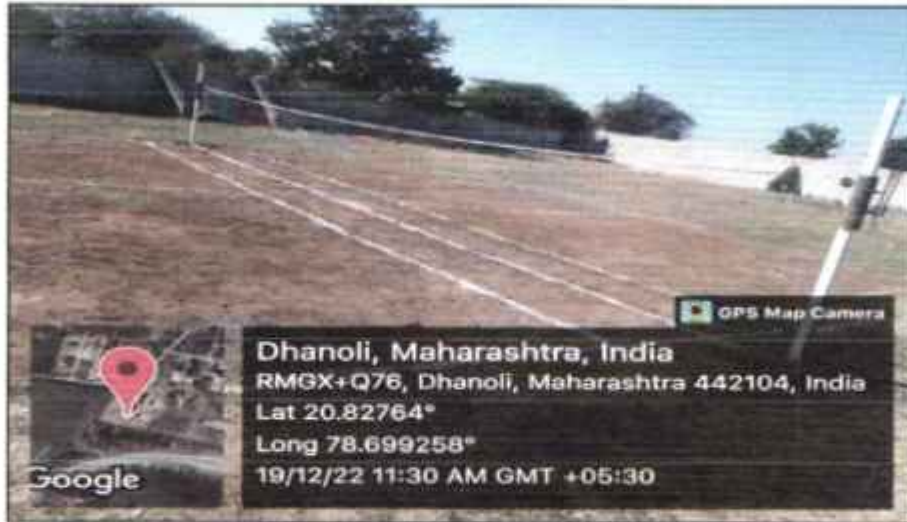 GPS Map Camera
Dhanoli, Maharashtra, India
RMGX+Q76, Dhanoli, Maharashtra 442104, India
Lat 20.82764°
Long 78.699258°
19/12/22 11:30 AM GMT +05:30
Google